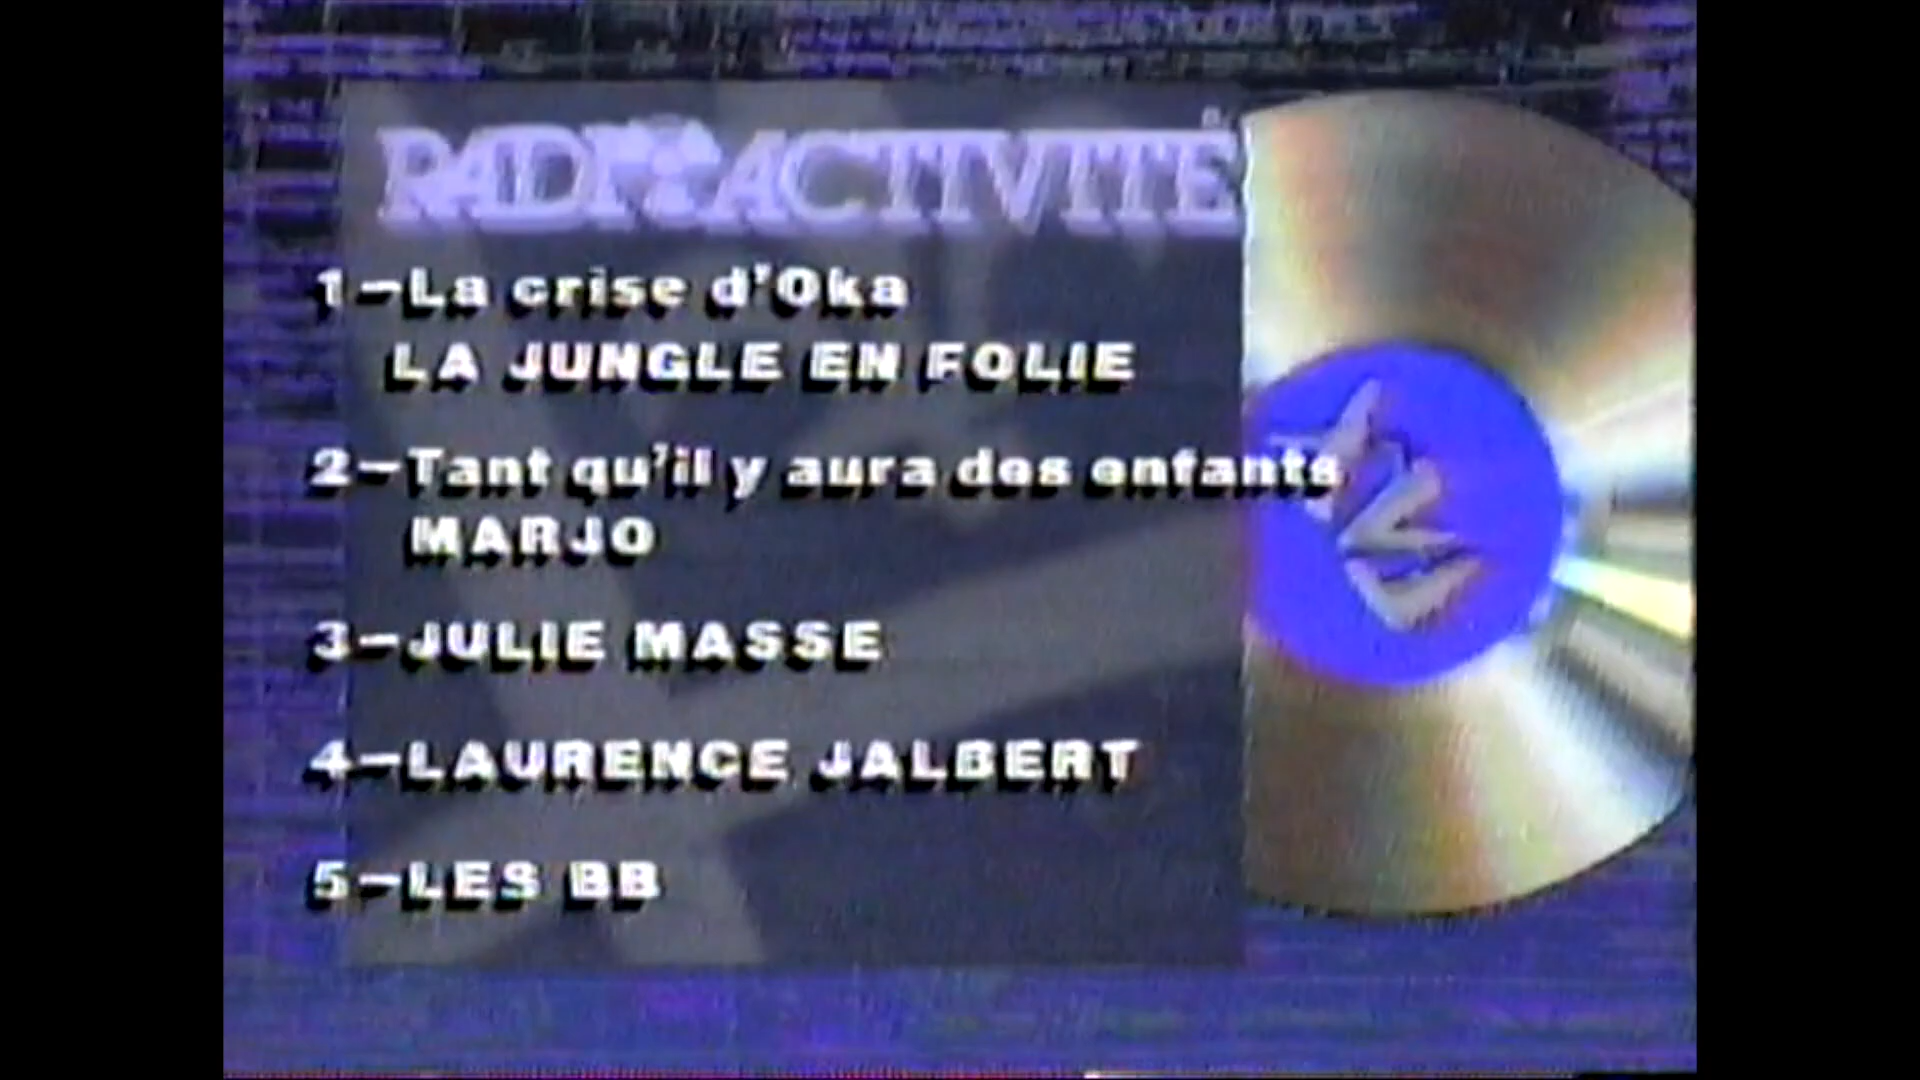 RADIOACTIVITÉ
1-La crise d'Oka
LA JUNGLE EN FOLIE
2-Tant qu'il y aura des enfants
MARJO
3-JULIE MASSE
4-LAURENCE JALBERT
5-LES BB